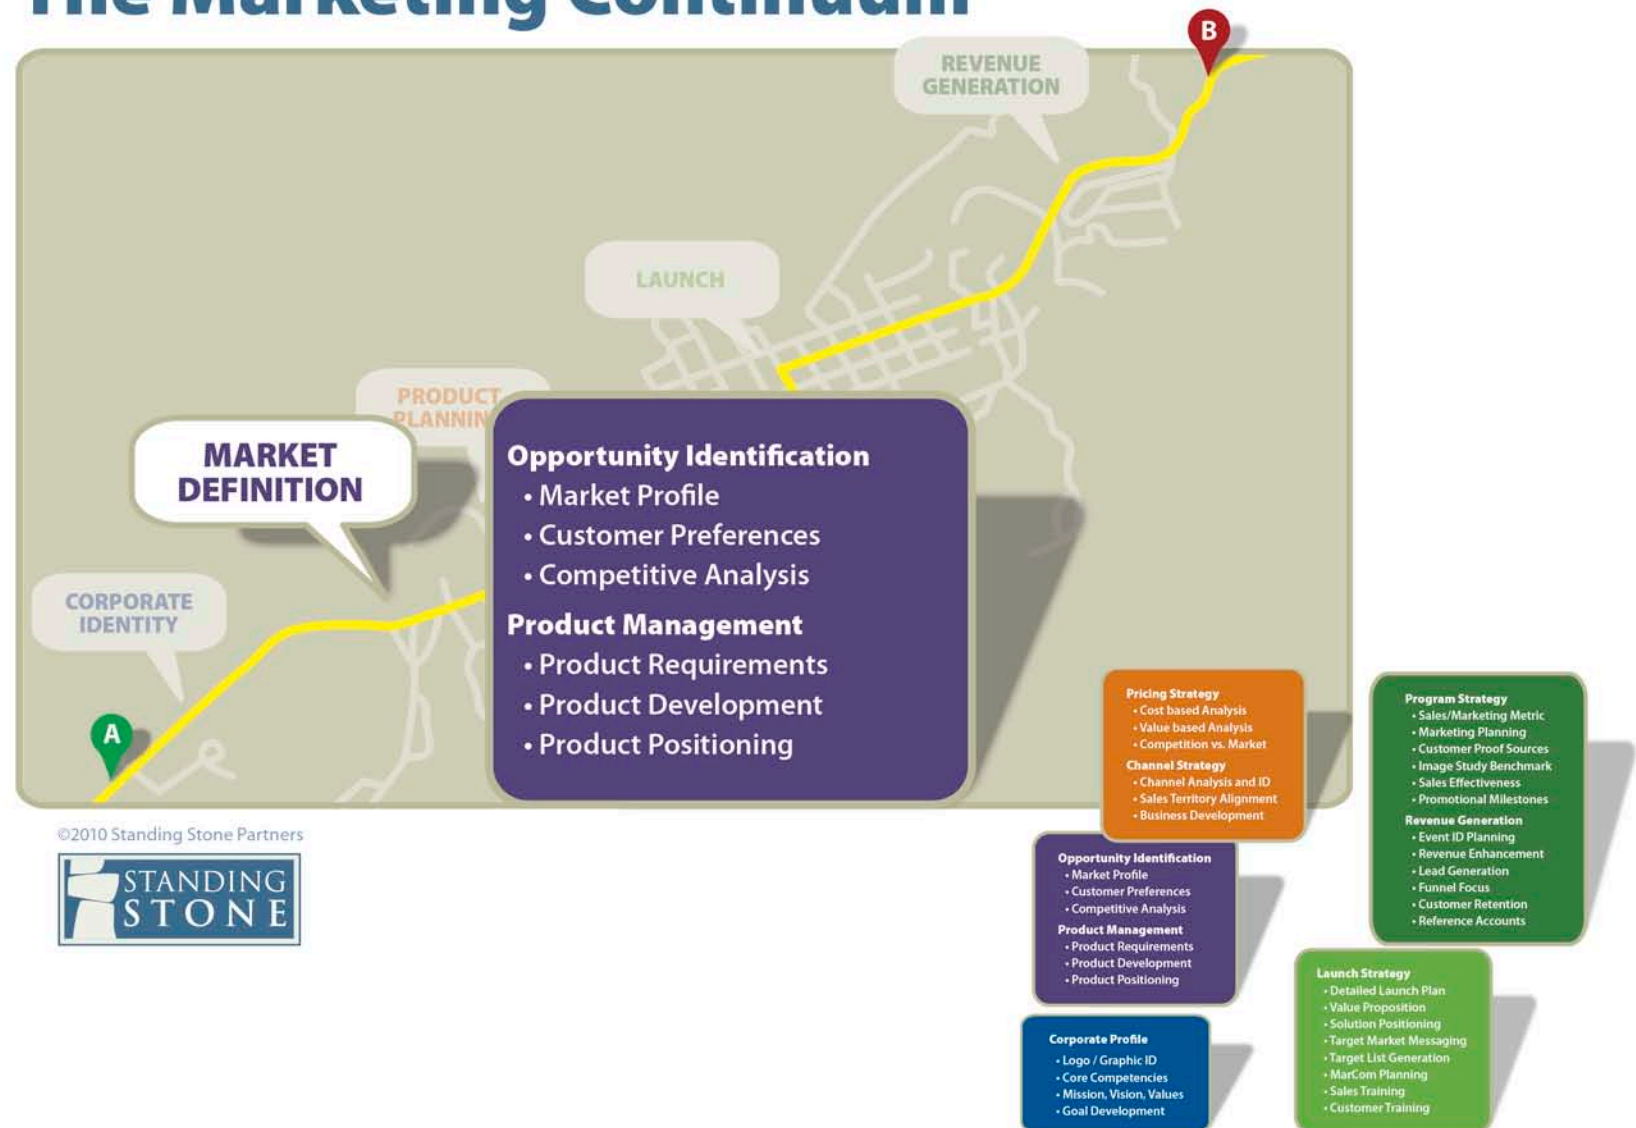 The Marketing Continuum
B
REVENUE
GENERATION
LAUNCH
PRODUCT
PLANNIN
MARKET
DEFINITION
Opportunity Identification
• Market Profile
• Customer Preferences
• Competitive Analysis
Product Management
• Product Requirements
• Product Development
• Product Positioning
CORPORATE
IDENTITY
A
©2010 Standing Stone Partners
STANDING
STONE
Pricing Strategy
• Cost based Analysis
• Value based Analysis
• Competition vs. Market
Channel Strategy
• Channel Analysis and ID
• Sales Territory Alignment
• Business Development
Program Strategy
• Sales/Marketing Metric
• Marketing Planning
• Customer Proof Sources
• Image Study Benchmark
• Sales Effectiveness
• Promotional Milestones
Revenue Generation
• Event ID Planning
• Revenue Enhancement
• Lead Generation
• Funnel Focus
• Customer Retention
• Reference Accounts
Opportunity Identification
• Market Profile
• Customer Preferences
• Competitive Analysis
Product Management
• Product Requirements
• Product Development
• Product Positioning
Launch Strategy
• Detailed Launch Plan
• Value Proposition
• Solution Positioning
• Target Market Messaging
• Target List Generation
• MarCom Planning
• Sales Training
• Customer Training
Corporate Profile
• Logo / Graphic ID
• Core Competencies
• Mission, Vision, Values
• Goal Development